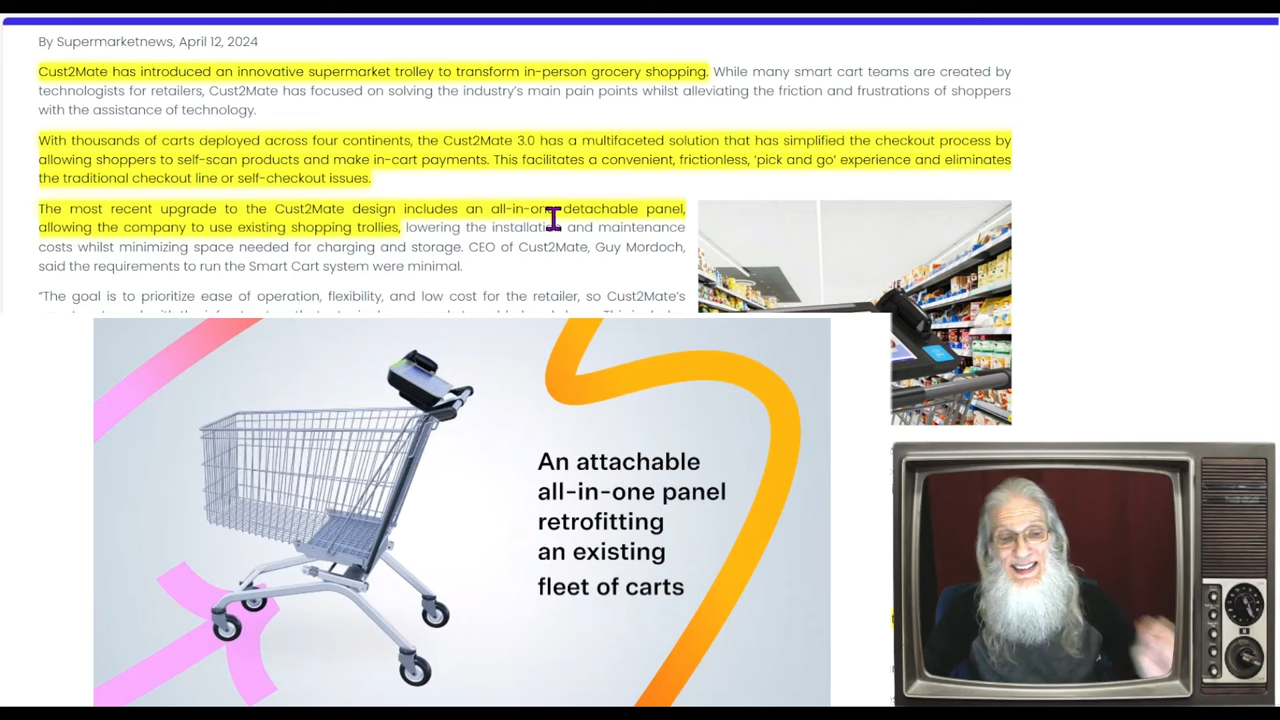 By Supermarketnews, April 12, 2024
Cust2Mate has introduced an innovative supermarket trolley to transform in-person grocery shopping. While many smart cart teams are created by
technologists for retailers, Cust2Mate has focused on solving the industry's main pain points whilst alleviating the friction and frustrations of shoppers
with the assistance of technology.
With thousands of carts deployed across four continents, the Cust2Mate 3.0 has a multifaceted solution that has simplified the checkout process by
allowing shoppers to self-scan products and make in-cart payments. This facilitates a convenient, frictionless, 'pick and go' experience and eliminates
the traditional checkout line or self-checkout issues.
The most recent upgrade to the Cust2Mate design includes an all-in-one detachable panel,
allowing the company to use existing shopping trollies, lowering the installation and maintenance
costs whilst minimizing space needed for charging and storage. CEO of Cust2Mate, Guy Mordoch,
said the requirements to run the Smart Cart system were minimal.
"The goal is to prioritize ease of operation, flexibility, and low cost for the retailer, so Cust2Mate's
An attachable
all-in-one panel
retrofitting
an existing
fleet of carts